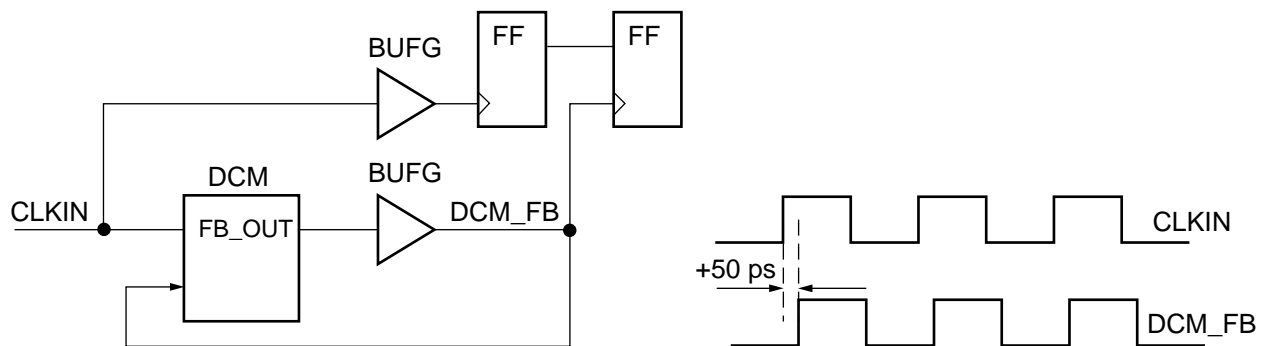 FF
FF
BUFG
BUFG
DCM
CLKIN
FB_OUT
DCM_FB
CLKIN
+50 ps
DCM_FB